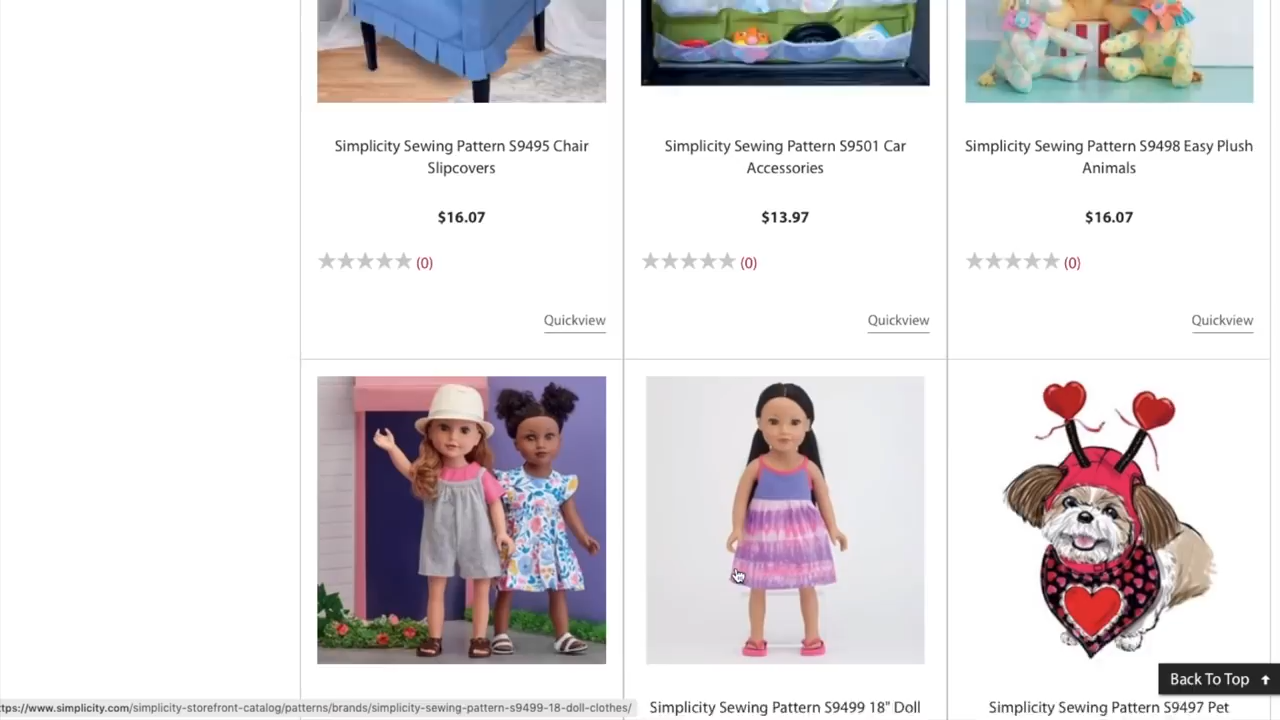 Simplicity Sewing Pattern S9495 Chair
Slipcovers
$16.07
(0)
Quickview
Simplicity Sewing Pattern S9501 Car
Accessories
$13.97
(0)
Quickview
Simplicity Sewing Pattern S9498 Easy Plush
Animals
$16.07
(0)
Quickview
Back To Top
ttps://www.simplicity.com/simplicity-storefront-catalog/patterns/brands/simplicity-sewing-pattern-s9499-18-doll-clothes/
Simplicity Sewing Pattern S9499 18" Doll
Simplicity Sewing Pattern S9497 Pet